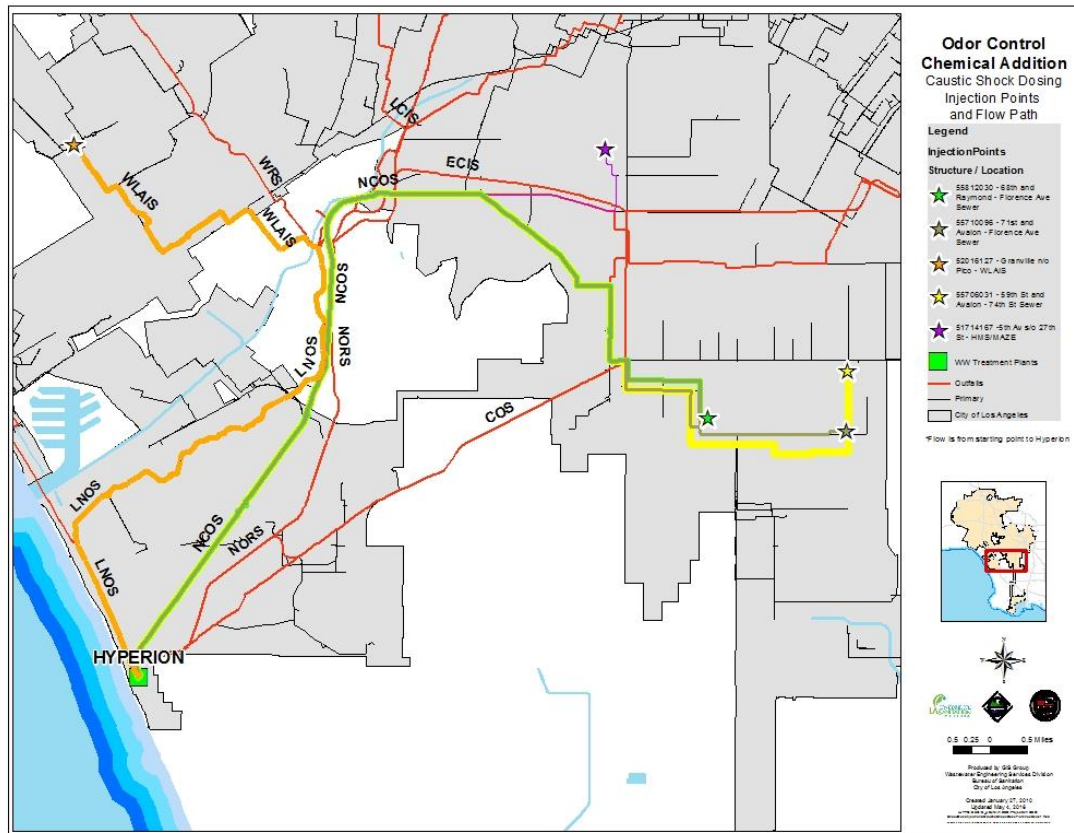 Odor Control
Chemical Addition
Caustic Shock Dosing
Injection Points
and Flow Path
Legend
InjectionPoints
Structure / Location
55812030 - 68th and
Raymond - Florence Ave
Sewer
55710096 - 71st and
Avalon - Florence Ave
Sewer
52016127 - Granville n/o
Pico - WLAIS
55706031 - 59th St and
Avalon - 74th St Sewer
51714167 -5th Av s/o 27th
St - HMS/MAZE
WW Treatment Plants
Outfalls
Primary
City of Los Angeles
*Flow is from starting point to Hyperion
0.5 0.25 0 0.5 Miles
Produced by GIS Group
Wastewater Engineering Services Division
Bureau of Sanitation
City of Los Angeles
Created January 27, 2010
Updated May 4, 2016
LCIS
ECIS
NCOS
WRS
WLAIS
WLAIS
NCOS
NORS
LNOS
COS
LNOS
NCOS
NORS
LNOS
HYPERION